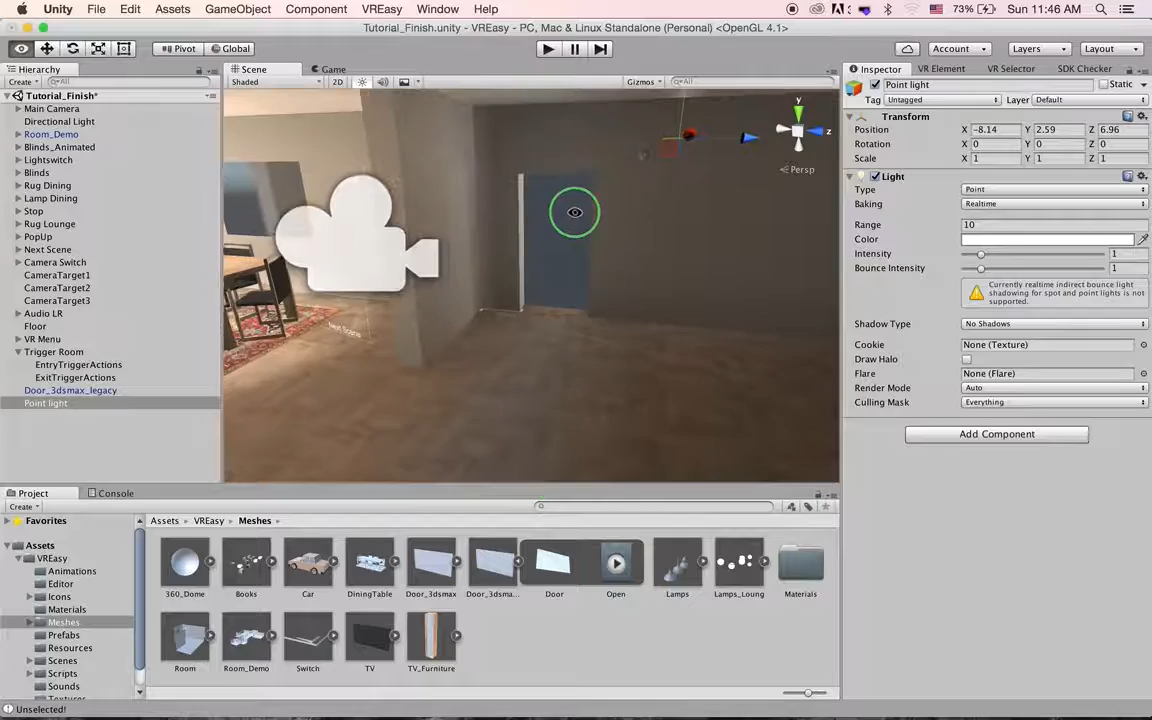 Unity File Edit Assets GameObject Component VREasy Window Help 73% Sun 11:46 AM
Tutorial_Finish.unity - VREasy - PC, Mac & Linux Standalone (Personal) <OpenGL 4.1>
Pivot Global Account Layers Layout
Hierarchy
Create All
Tutorial_Finish*
Main Camera
Directional Light
Room_Demo
Blinds_Animated
Lightswitch
Blinds
Rug Dining
Lamp Dining
Stop
Rug Lounge
PopUp
Next Scene
Camera Switch
CameraTarget1
CameraTarget2
CameraTarget3
Audio LR
Floor
VR Menu
Trigger Room
EntryTriggerActions
ExitTriggerActions
Door_3dsmax_legacy
Point light
Scene Game
Shaded 2D Gizmos All
y
z
Persp
Next Scene
Inspector VR Element VR Selector SDK Checker
Point light Static
Tag Untagged Layer Default
Transform
Position X -8.14 Y 2.59 Z 6.96
Rotation X 0 Y 0 Z 0
Scale X 1 Y 1 Z 1
Light
Type Point
Baking Realtime
Range 10
Color
Intensity 1
Bounce Intensity 1
Currently realtime indirect bounce light
shadowing for spot and point lights is not
supported.
Shadow Type No Shadows
Cookie None (Texture)
Draw Halo
Flare None (Flare)
Render Mode Auto
Culling Mask Everything
Add Component
Project Console
Create
Favorites
Assets
VREasy
Animations
Editor
Icons
Materials
Meshes
Prefabs
Resources
Scenes
Scripts
Sounds
Textures
Assets VREasy Meshes
360_Dome Books Car DiningTable Door_3dsmax Door_3dsma... Door Open Lamps Lamps_Loung Materials
Room Room_Demo Switch TV TV_Furniture
Unselected!